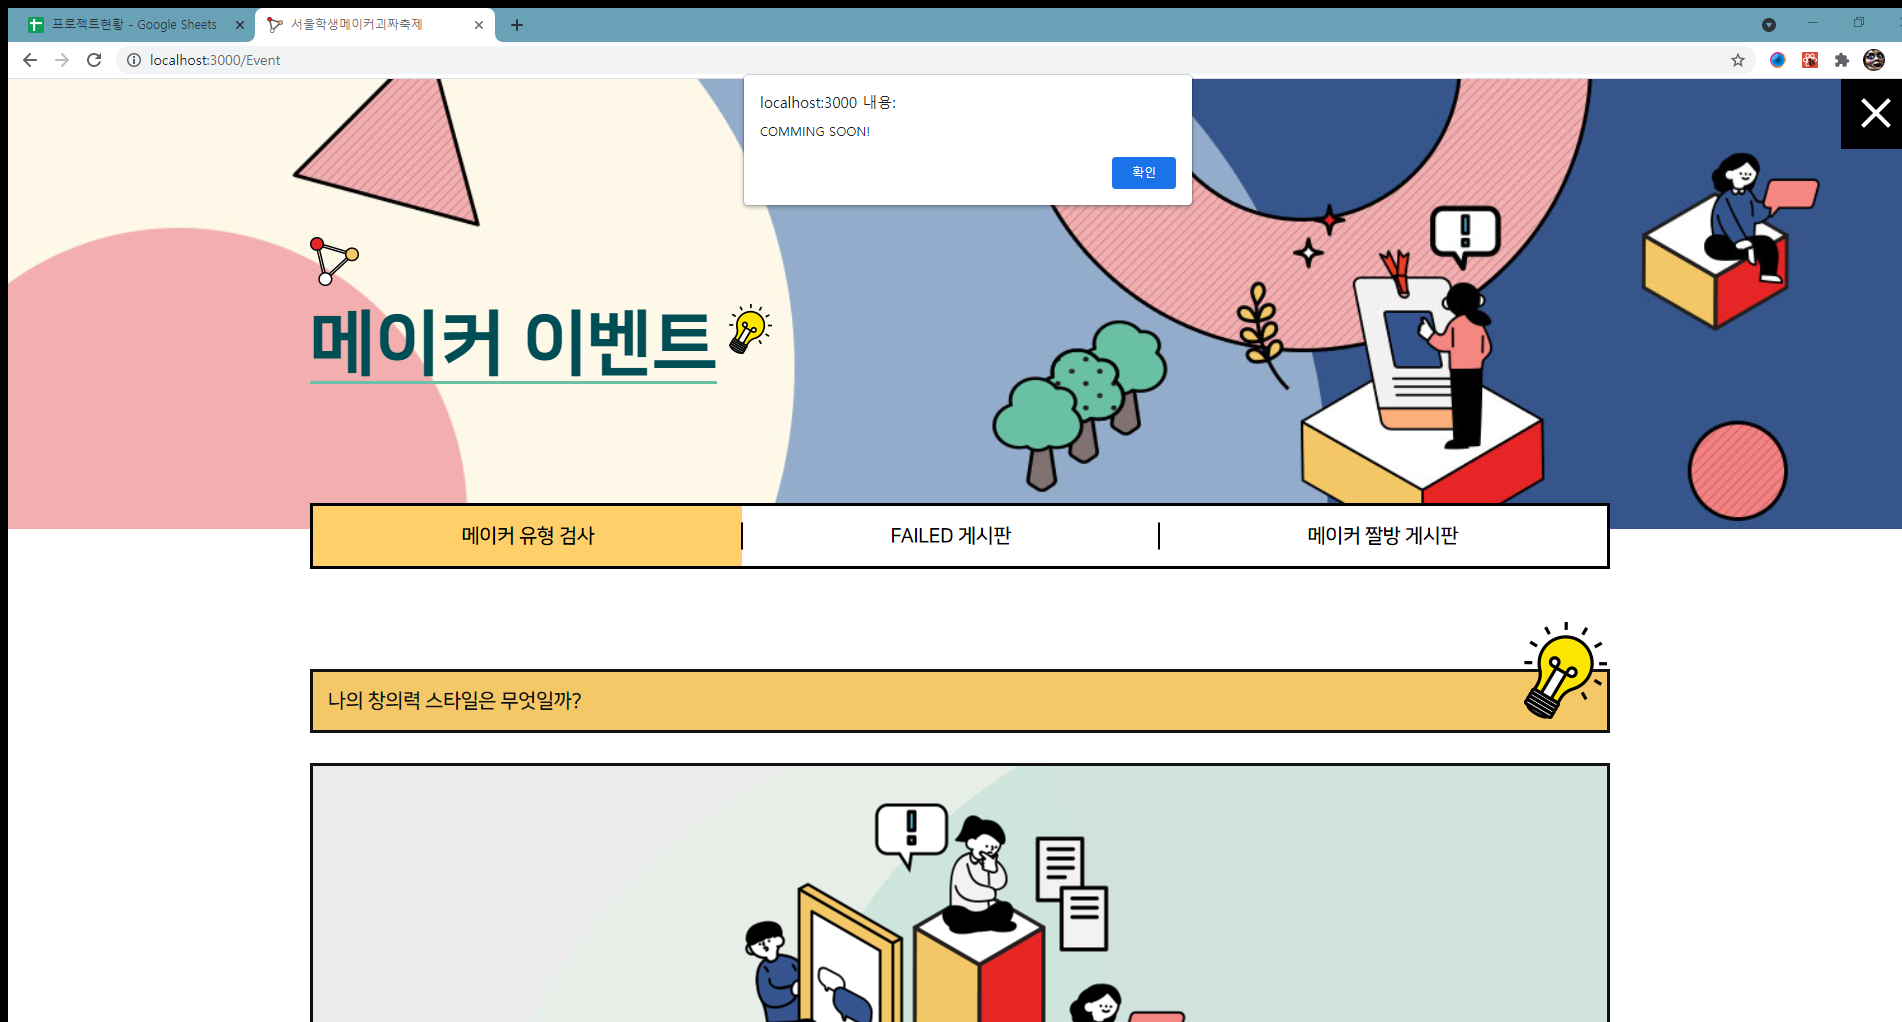 프로젝트현황 - Google Sheets
서울학생메이커괴짜축제
localhost:3000/Event
localhost:3000 내용:
COMMING SOON!
확인
메이커 이벤트
메이커 유형 검사
FAILED 게시판
메이커 짤방 게시판
나의 창의력 스타일은 무엇일까?